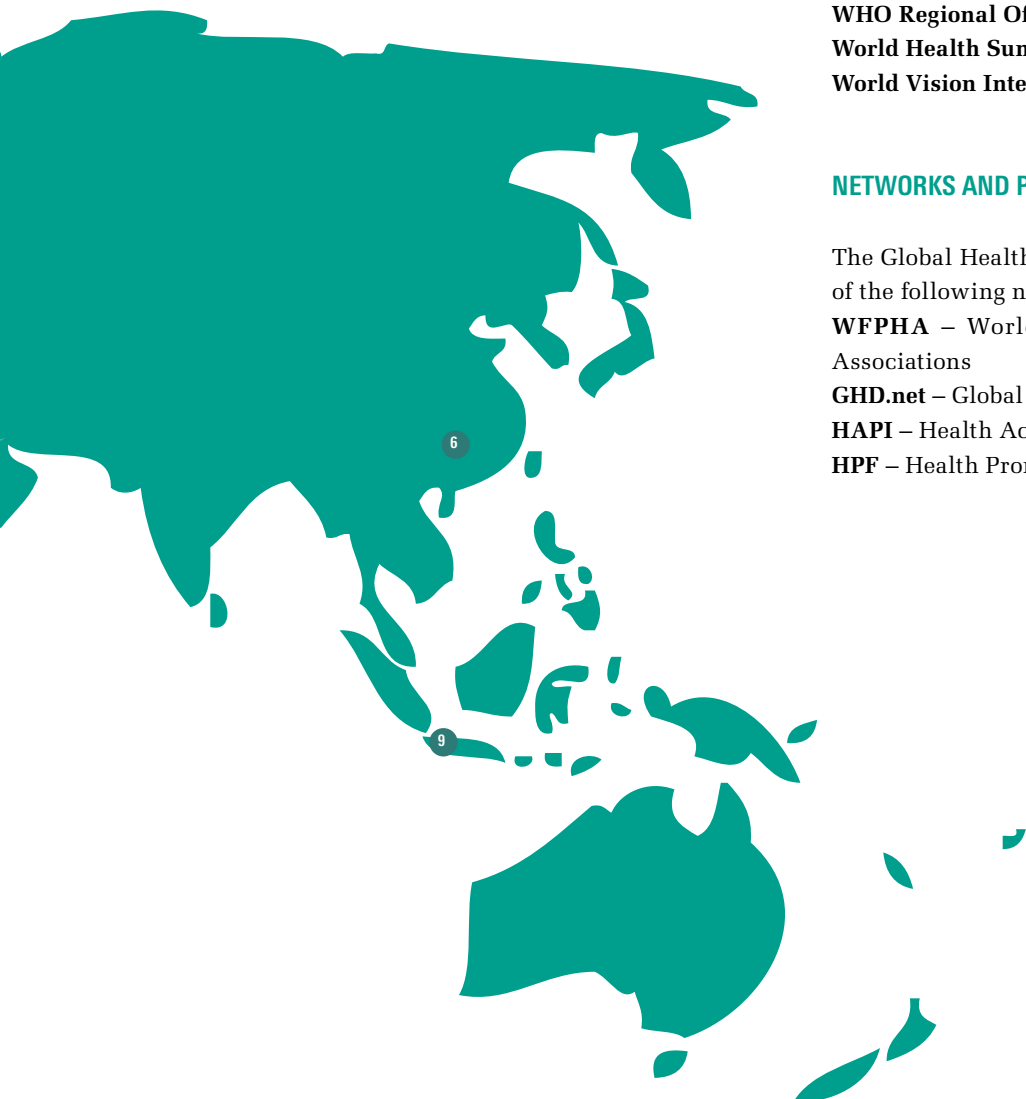 WHO Regional Of
World Health Sun
World Vision Inte
NETWORKS AND P
The Global Health
of the following n
WFPHA – World
Associations
GHD.net – Global
HAPI – Health Ac
HPF – Health Pron
6
9